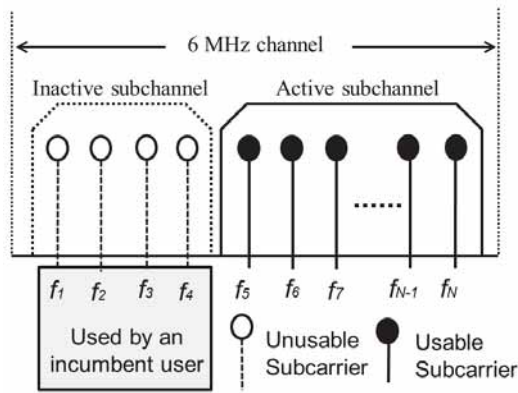 6 MHz channel
Inactive subchannel
Active subchannel
f1 f2 f3 f4 f5 f6 f7 fN-1 fN
Used by an
incumbent user
Unusable
Subcarrier
Usable
Subcarrier